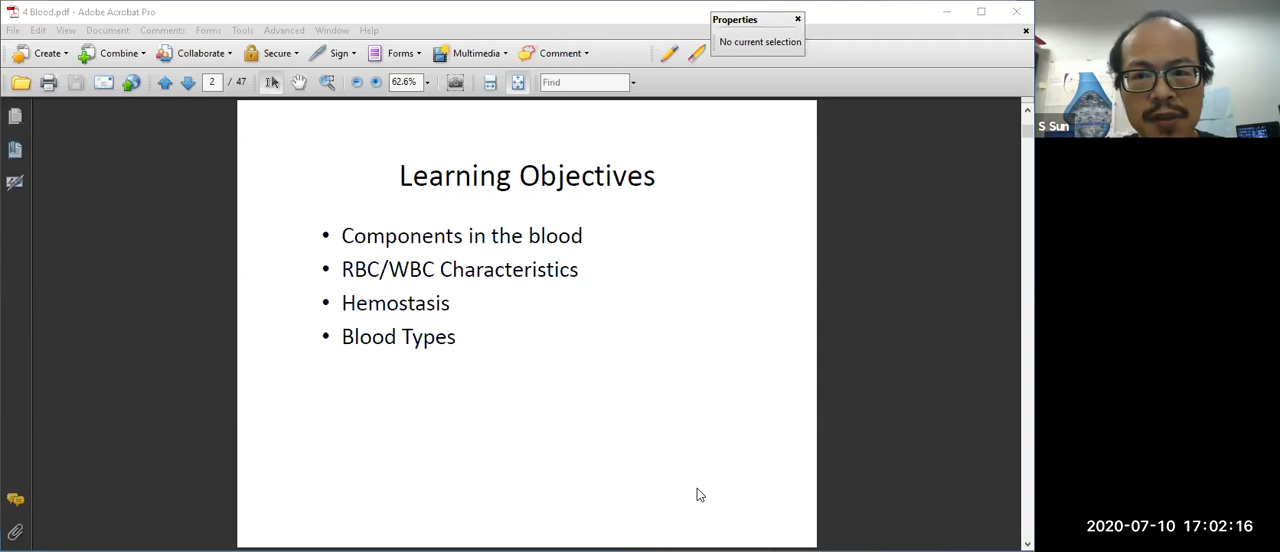 4 Blood.pdf - Adobe Acrobat Pro
File Edit View Document Comments Forms Tools Advanced Window Help
Properties
No current selection
Create Combine Collaborate Secure Sign Forms Multimedia Comment
2 / 47 62.6% Find
S Sun
Learning Objectives
• Components in the blood
• RBC/WBC Characteristics
• Hemostasis
• Blood Types
2020-07-10 17:02:16